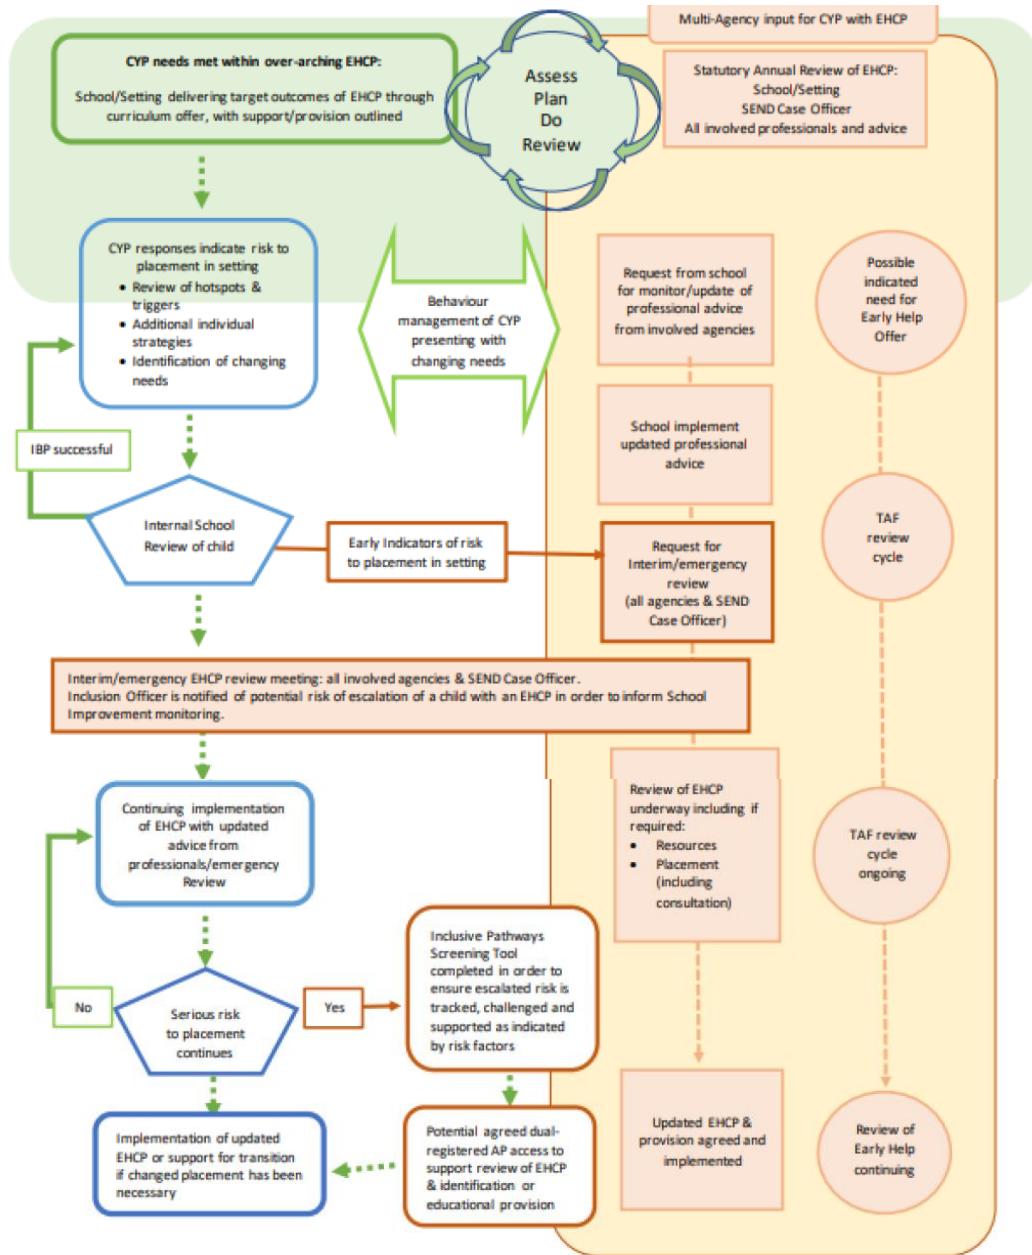 Multi-Agency input for CYP with EHCP
CYP needs met within over-arching EHCP:
School/Setting delivering target outcomes of EHCP through
curriculum offer, with support/provision outlined
Assess
Plan
Do
Review
Statutory Annual Review of EHCP:
School/Setting
SEND Case Officer
All involved professionals and advice
CYP responses indicate risk to
placement in setting
• Review of hotspots &
triggers
• Additional individual
strategies
• Identification of changing
needs
Behaviour
management of CYP
presenting with
changing needs
Request from school
for monitor/update of
professional advice
from involved agencies
Possible
indicated
need for
Early Help
Offer
IBP successful
School implement
updated professional
advice
Internal School
Review of child
Early Indicators of risk
to placement in setting
Request for
Interim/emergency
review
(all agencies & SEND
Case Officer)
TAF
review
cycle
Interim/emergency EHCP review meeting: all involved agencies & SEND Case Officer.
Inclusion Officer is notified of potential risk of escalation of a child with an EHCP in order to inform School
Improvement monitoring.
Continuing implementation
of EHCP with updated
advice from
professionals/emergency
Review
Review of EHCP
underway including if
required:
• Resources
• Placement
(including
consultation)
TAF review
cycle
ongoing
No
Serious risk
to placement
continues
Yes
Inclusive Pathways
Screening Tool
completed in order to
ensure escalated risk is
tracked, challenged and
supported as indicated
by risk factors
Implementation of updated
EHCP or support for transition
if changed placement has been
necessary
Potential agreed dual-
registered AP access to
support review of EHCP
& identification or
educational provision
Updated EHCP &
provision agreed and
implemented
Review of
Early Help
continuing